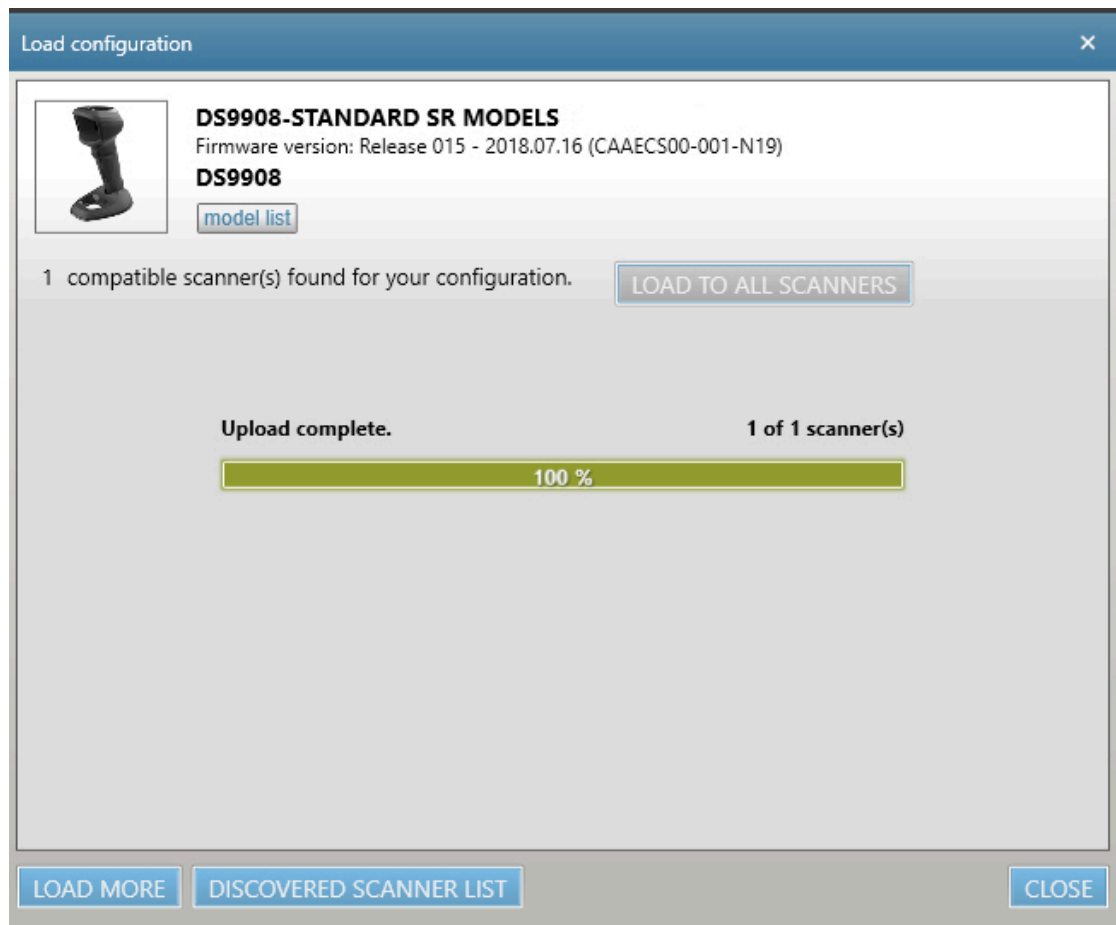 Load configuration
DS9908-STANDARD SR MODELS
Firmware version: Release 015 - 2018.07.16 (CAAECS00-001-N19)
DS9908
model list
1 compatible scanner(s) found for your configuration.
LOAD TO ALL SCANNERS
Upload complete.
1 of 1 scanner(s)
100 %
LOAD MORE
DISCOVERED SCANNER LIST
CLOSE